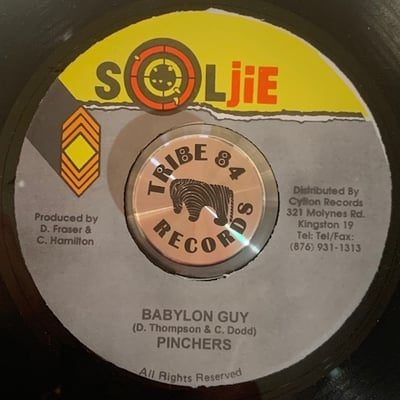 SOLjiE
TRIBE 84
RECORDS
Produced by
D. Fraser &
C. Hamilton
Distributed By
Cyllon Records
321 Molynes Rd.
Kingston 19
Tel: Tel/Fax:
(876) 931-1313
BABYLON GUY
(D. Thompson & C. Dodd)
PINCHERS
All Rights Reserved